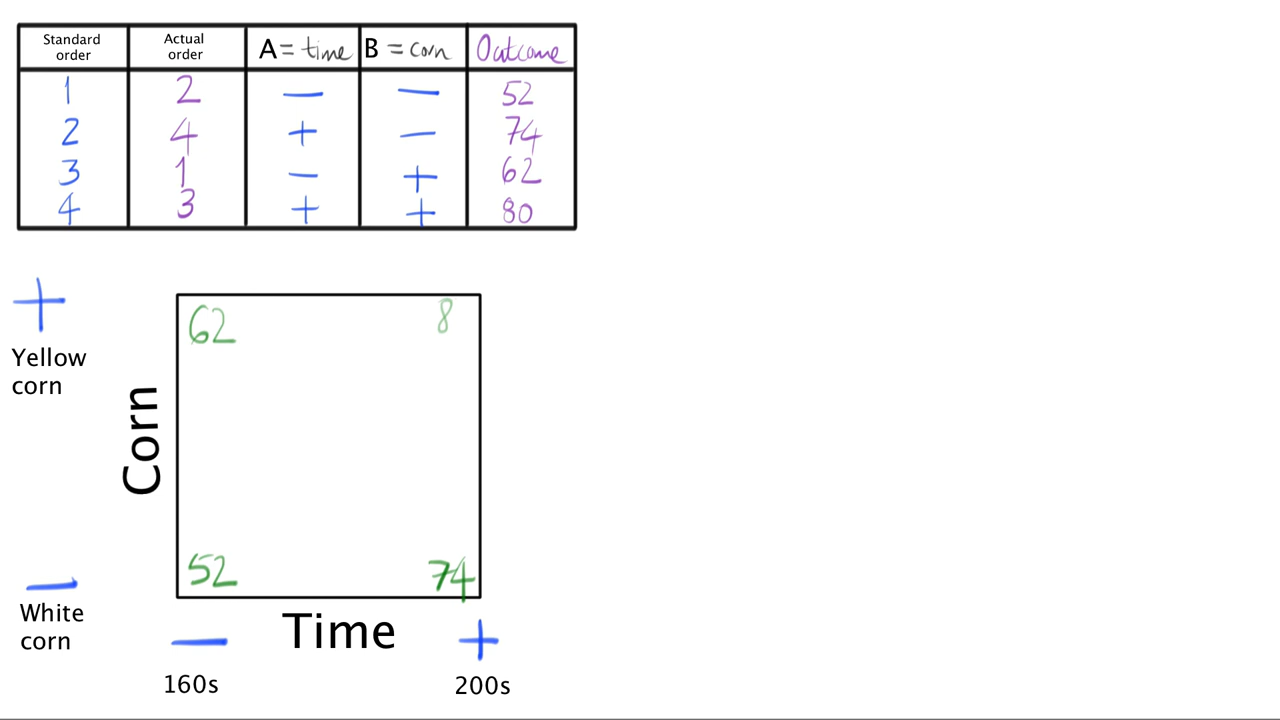 Standard order Actual order A = time B = corn Outcome
1 2 — — 52
2 4 + — 74
3 1 — + 62
4 3 + + 80
+
62 8
Yellow
corn
Corn
52 74
—
White
corn
— Time +
160s 200s